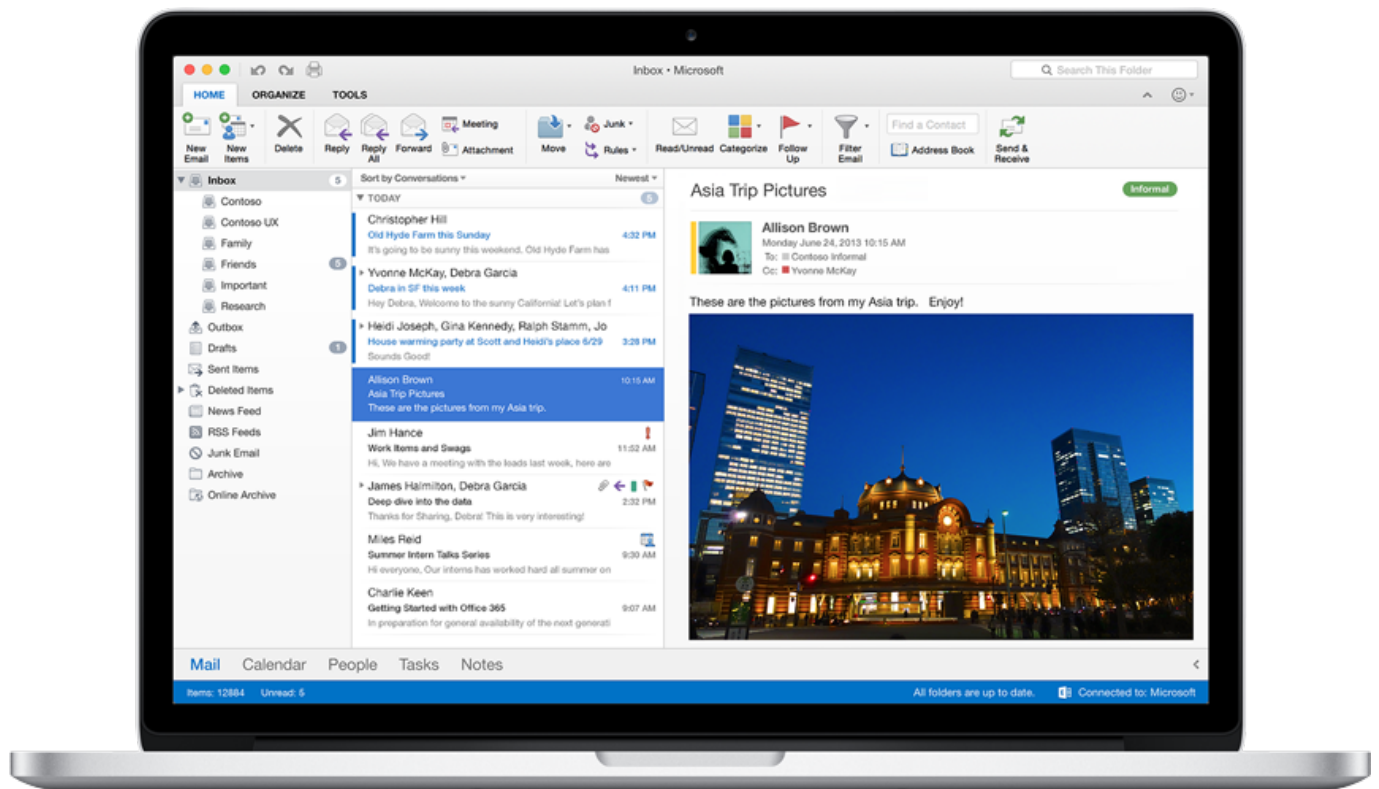 Inbox • Microsoft
Search This Folder
HOME ORGANIZE TOOLS
New Email
New Items
Delete
Reply
Reply All
Forward
Meeting
Attachment
Move
Junk
Rules
Read/Unread
Categorize
Follow Up
Filter Email
Find a Contact
Address Book
Send & Receive
Inbox 5
Contoso
Contoso UX
Family
Friends 5
Important
Research
Outbox
Drafts 1
Sent Items
Deleted Items
News Feed
RSS Feeds
Junk Email
Archive
Online Archive
Sort by Conversations Newest
TODAY 5
Christopher Hill
Old Hyde Farm this Sunday 4:32 PM
It's going to be sunny this weekend. Old Hyde Farm has
Yvonne McKay, Debra Garcia
Debra in SF this week 4:11 PM
Hey Debra, Welcome to the sunny California! Let's plan f
Heidi Joseph, Gina Kennedy, Ralph Stamm, Jo
House warming party at Scott and Heidi's place 6/29 3:28 PM
Sounds Good!
Allison Brown 10:15 AM
Asia Trip Pictures
These are the pictures from my Asia trip.
Jim Hance
Work Items and Swags 11:52 AM
Hi, We have a meeting with the leads last week, here are
James Halmilton, Debra Garcia
Deep dive into the data 2:32 PM
Thanks for Sharing, Debra! This is very interesting!
Miles Reid
Summer Intern Talks Series 9:30 AM
Hi everyone, Our interns has worked hard all summer on
Charlie Keen
Getting Started with Office 365 9:07 AM
In preparation for general availability of the next generati
Asia Trip Pictures Informal
Allison Brown
Monday June 24, 2013 10:15 AM
To: Contoso Informal
Cc: Yvonne McKay
These are the pictures from my Asia trip. Enjoy!
Mail Calendar People Tasks Notes
Items: 12884 Unread: 5 All folders are up to date. Connected to: Microsoft